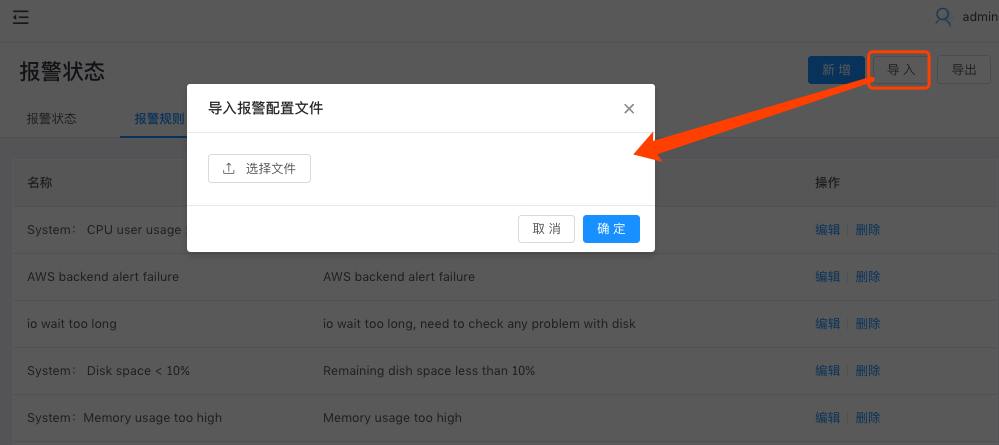 admin
报警状态
新 增
导 入
导出
报警状态
报警规则
导入报警配置文件
选择文件
取 消
确 定
名称
操作
System： CPU user usage
编辑
删除
AWS backend alert failure
AWS backend alert failure
编辑
删除
io wait too long
io wait too long, need to check any problem with disk
编辑
删除
System： Disk space < 10%
Remaining dish space less than 10%
编辑
删除
System：Memory usage too high
Memory usage too high
编辑
删除